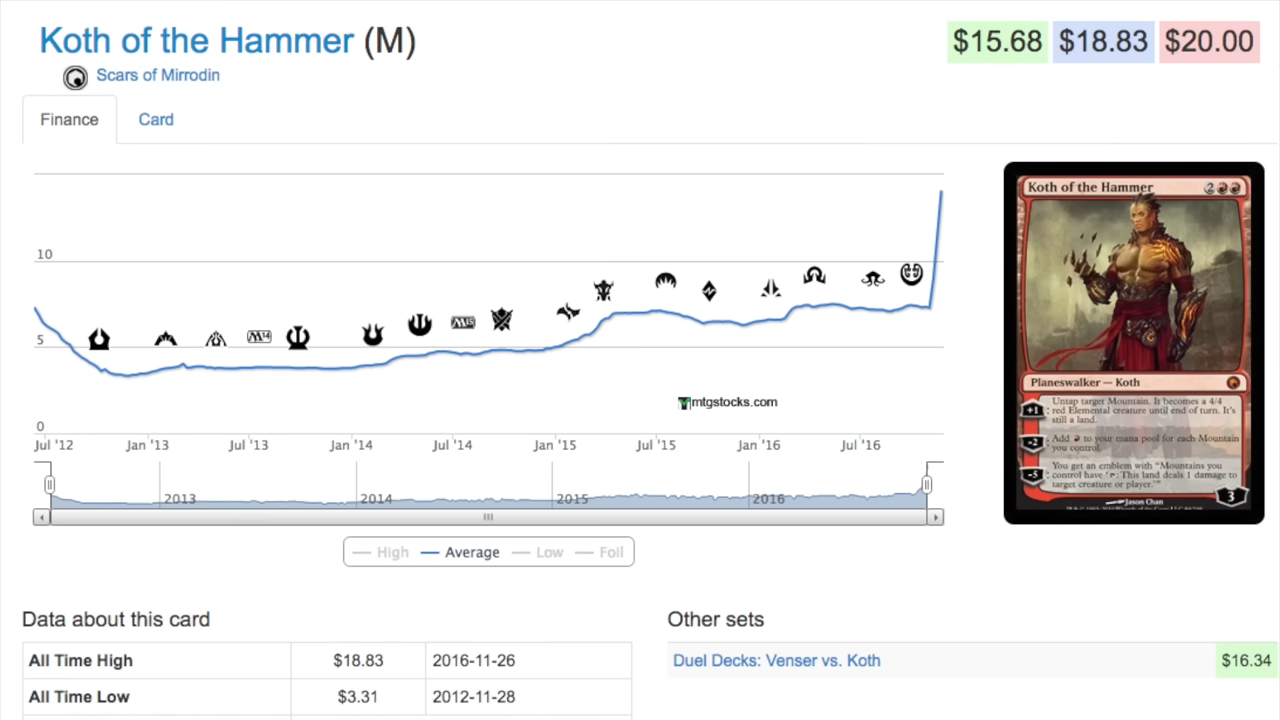 Koth of the Hammer (M)
$15.68 $18.83 $20.00
Scars of Mirrodin
Finance Card
10
5
0
M14
M15
mtgstocks.com
Jul '12 Jan '13 Jul '13 Jan '14 Jul '14 Jan '15 Jul '15 Jan '16 Jul '16
2013 2014 2015 2016
High Average Low Foil
Koth of the Hammer 2
Planeswalker — Koth
+1: Untap target Mountain. It becomes a 4/4
red Elemental creature until end of turn. It's
still a land.
-2: Add to your mana pool for each Mountain
you control.
-5: You get an emblem with "Mountains you
control have ': This land deals 1 damage to
target creature or player.'"
3
Jason Chan
Data about this card
All Time High $18.83 2016-11-26
All Time Low $3.31 2012-11-28
Other sets
Duel Decks: Venser vs. Koth $16.34